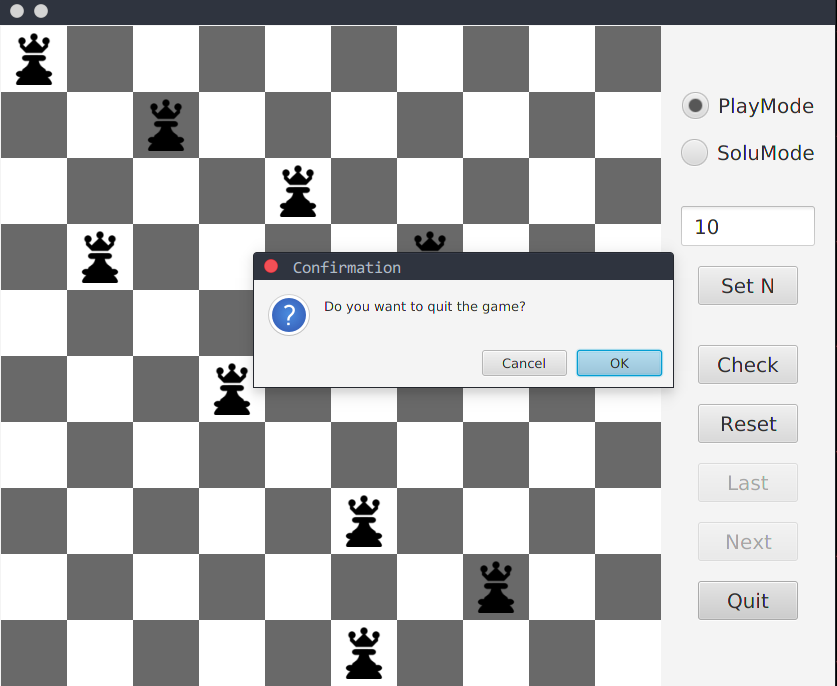 PlayMode
SoluMode
10
Set N
Confirmation
Do you want to quit the game?
Cancel OK
Check
Reset
Last
Next
Quit